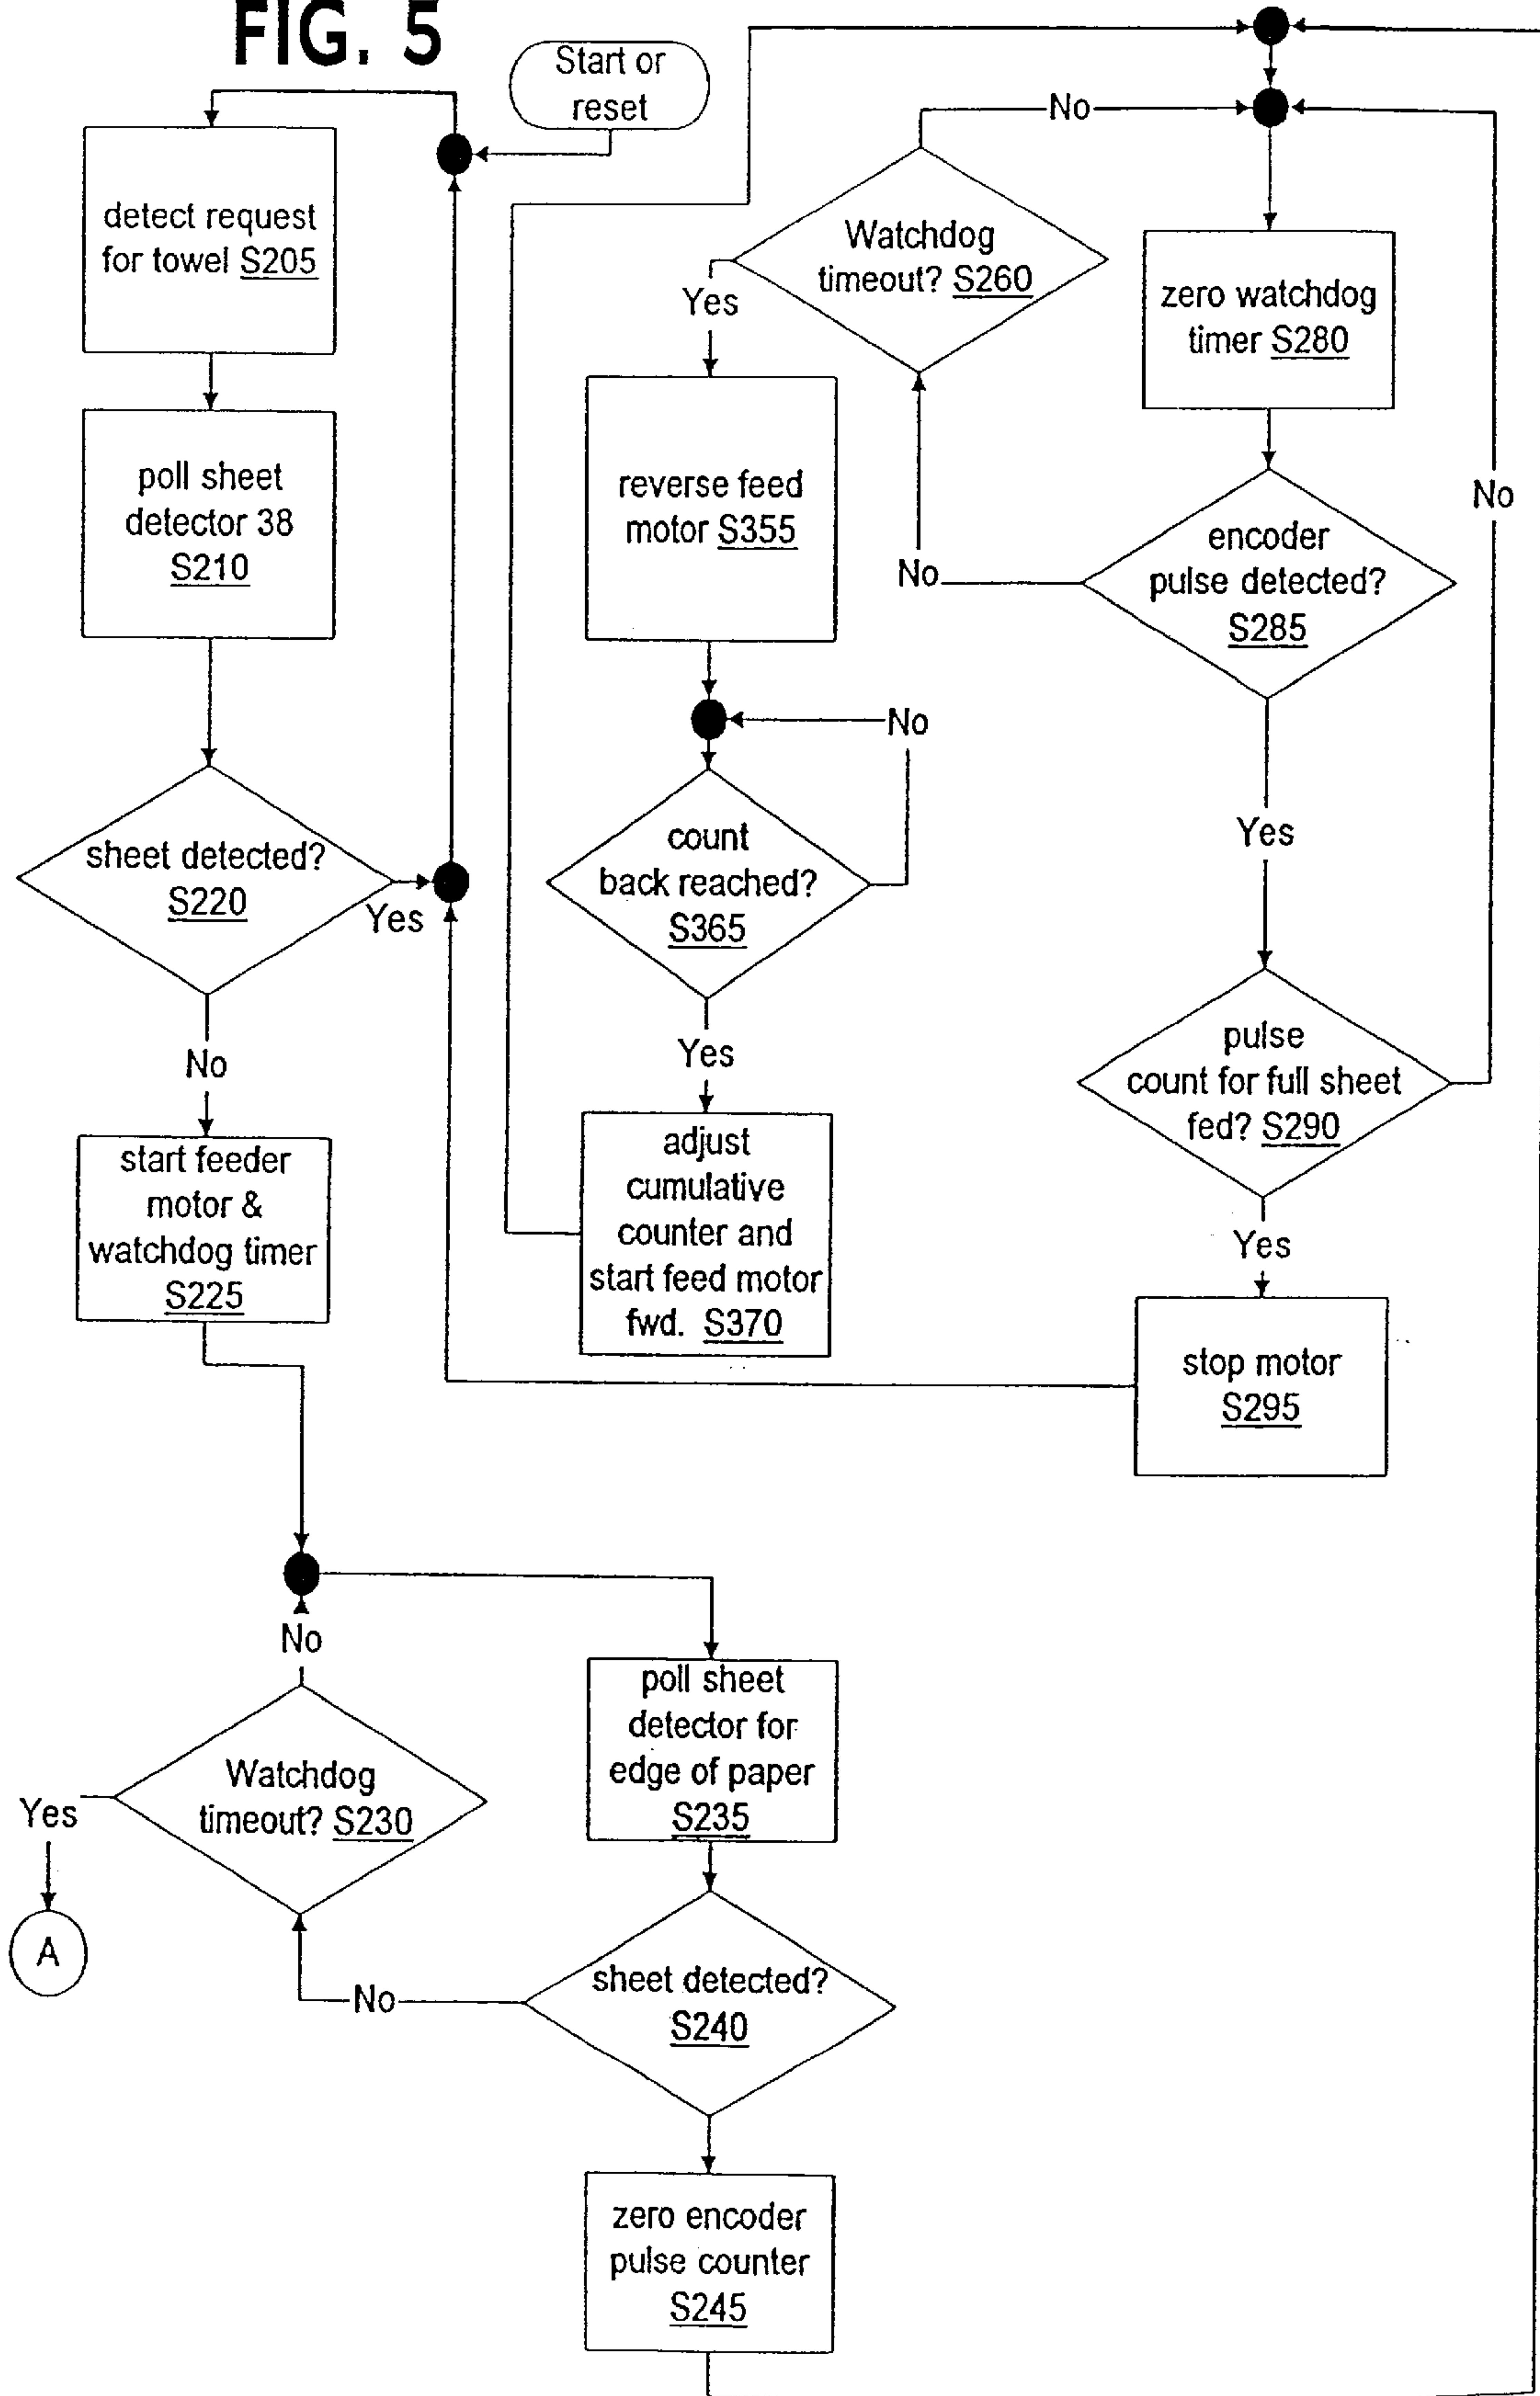 FIG. 5
Start or
reset
detect request
for towel S205
poll sheet
detector 38
S210
sheet detected?
S220
Yes
No
start feeder
motor &
watchdog timer
S225
No
Watchdog
timeout? S230
Yes
A
poll sheet
detector for
edge of paper
S235
sheet detected?
S240
No
zero encoder
pulse counter
S245
No
Watchdog
timeout? S260
Yes
reverse feed
motor S355
No
count
back reached?
S365
Yes
adjust
cumulative
counter and
start feed motor
fwd. S370
zero watchdog
timer S280
encoder
pulse detected?
S285
No
No
Yes
pulse
count for full sheet
fed? S290
Yes
stop motor
S295